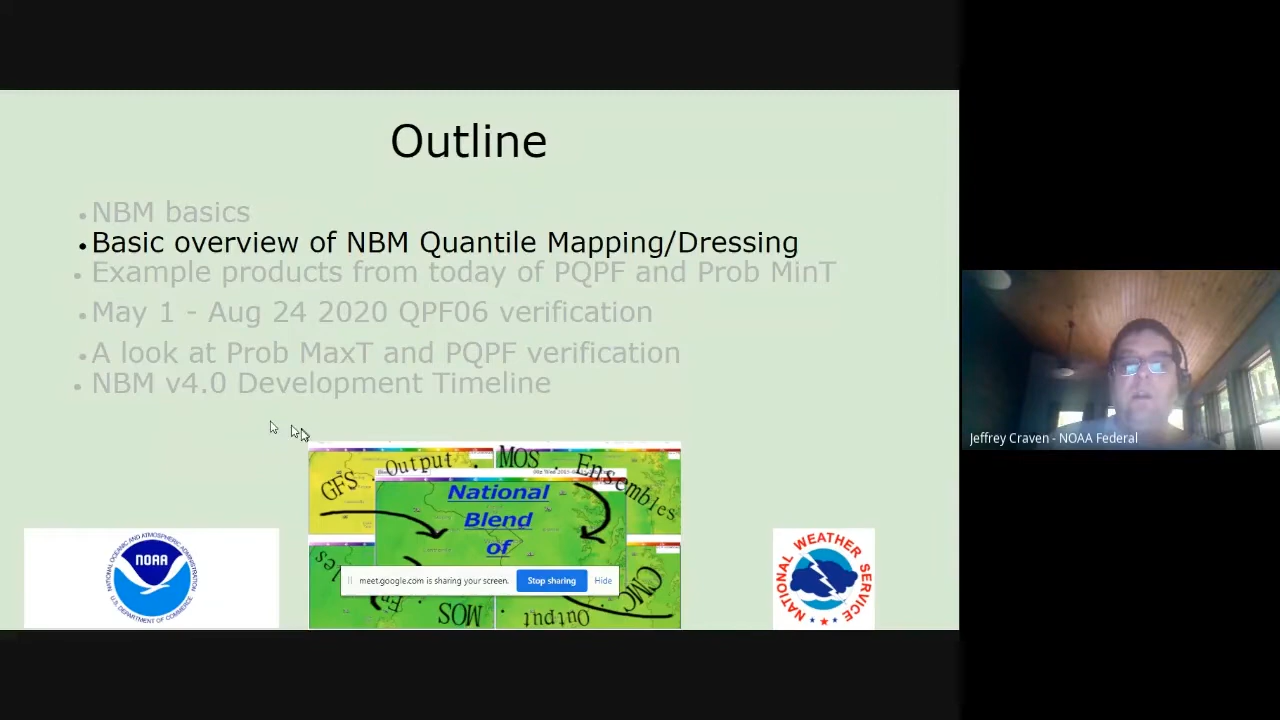 Outline
NBM basics
Basic overview of NBM Quantile Mapping/Dressing
Example products from today of PQPF and Prob MinT
May 1 - Aug 24 2020 QPF06 verification
A look at Prob MaxT and PQPF verification
NBM v4.0 Development Timeline
GFS . Output . MOS . Ensembles
National
Blend
of
meet.google.com is sharing your screen. Stop sharing Hide
MOS . Output . CMC
NOAA
NATIONAL OCEANIC AND ATMOSPHERIC ADMINISTRATION
U.S. DEPARTMENT OF COMMERCE
NATIONAL WEATHER SERVICE
Jeffrey Craven - NOAA Federal